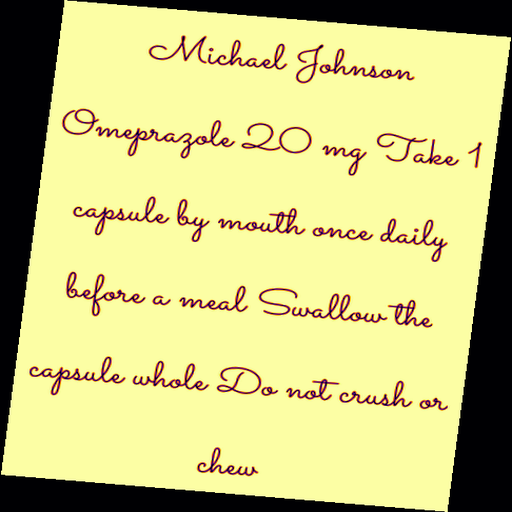 Michael Johnson
Omeprazole 20 mg Take 1
capsule by mouth once daily
before a meal Swallow the
capsule whole Do not crush or
chew